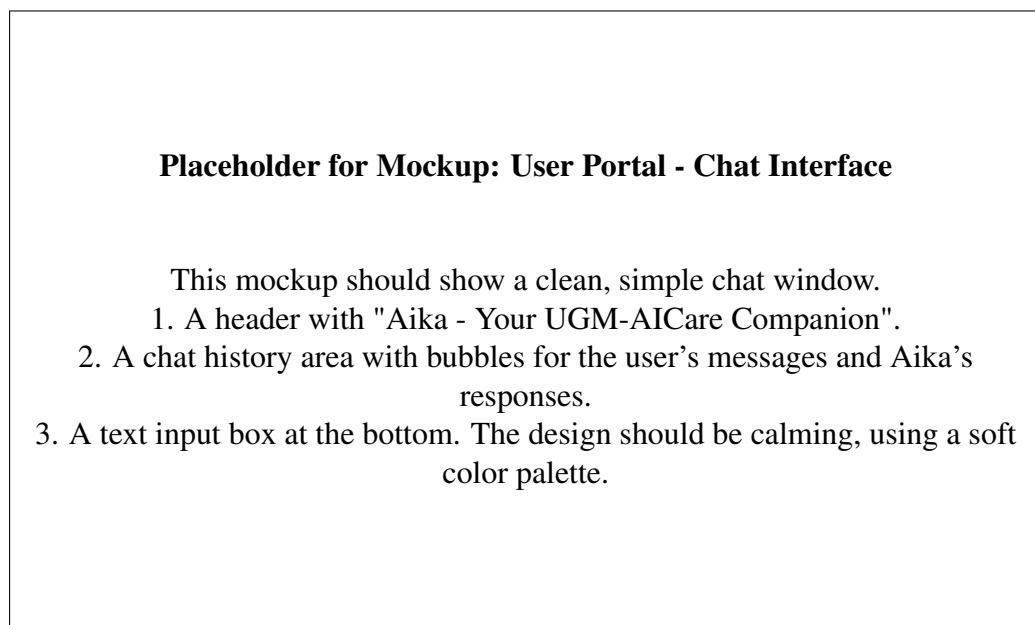 Placeholder for Mockup: User Portal - Chat Interface
This mockup should show a clean, simple chat window.
1. A header with "Aika - Your UGM-AICare Companion".
2. A chat history area with bubbles for the user’s messages and Aika’s
responses.
3. A text input box at the bottom. The design should be calming, using a soft
color palette.